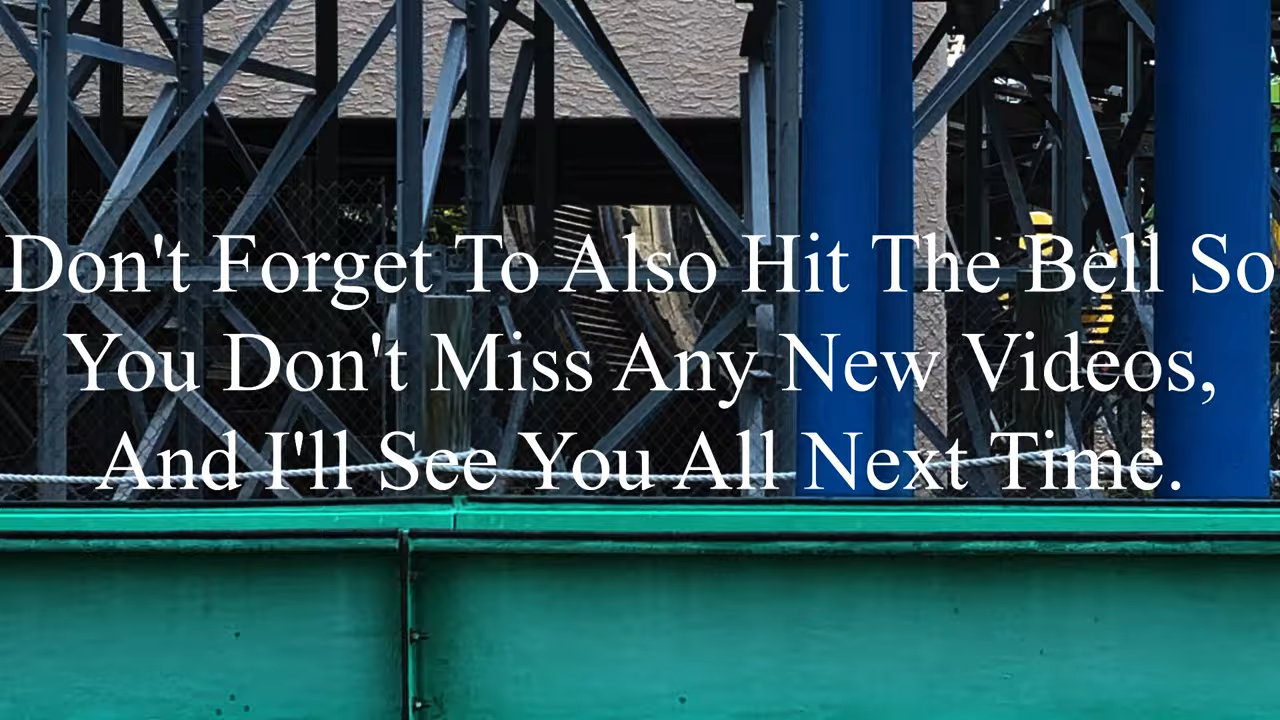 Don't Forget To Also Hit The Bell So
You Don't Miss Any New Videos,
And I'll See You All Next Time.